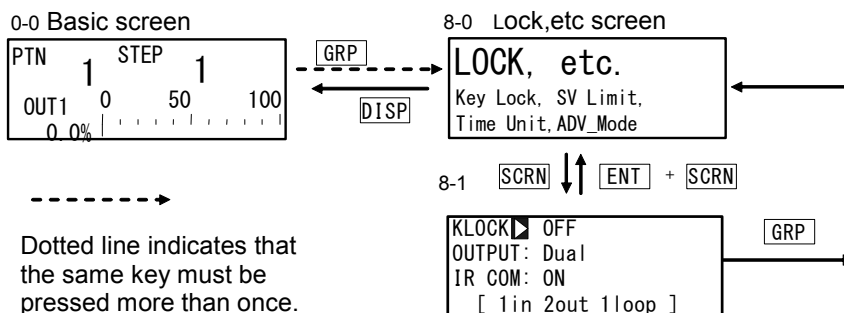 0-0 Basic screen
PTN 1 STEP 1
OUT1 0 50 100
0.0%
GRP
DISP
8-0 Lock,etc screen
LOCK, etc.
Key Lock, SV Limit,
Time Unit, ADV_Mode
8-1 SCRN ENT + SCRN
KLOCK OFF
OUTPUT: Dual
IR COM: ON
[ 1in 2out 1loop ]
GRP
Dotted line indicates that
the same key must be
pressed more than once.